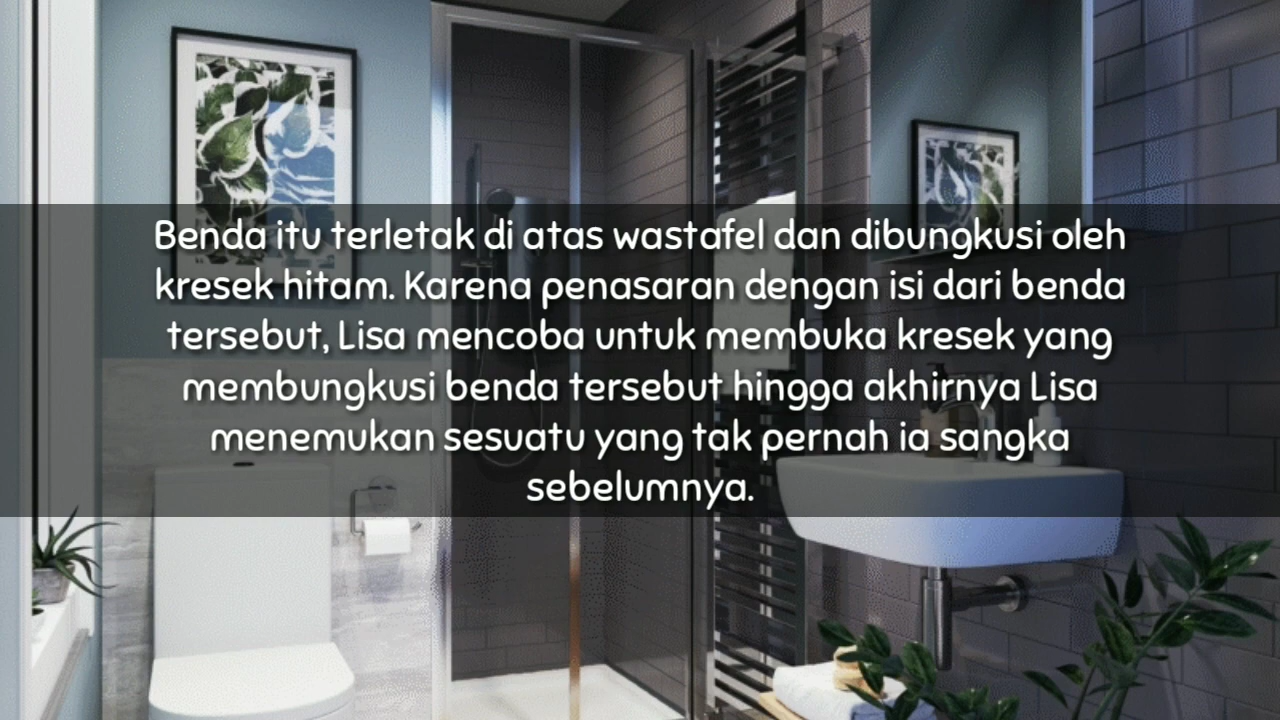 Benda itu terletak di atas wastafel dan dibungkusi oleh
kresek hitam. Karena penasaran dengan isi dari benda
tersebut, Lisa mencoba untuk membuka kresek yang
membungkusi benda tersebut hingga akhirnya Lisa
menemukan sesuatu yang tak pernah ia sangka
sebelumnya.